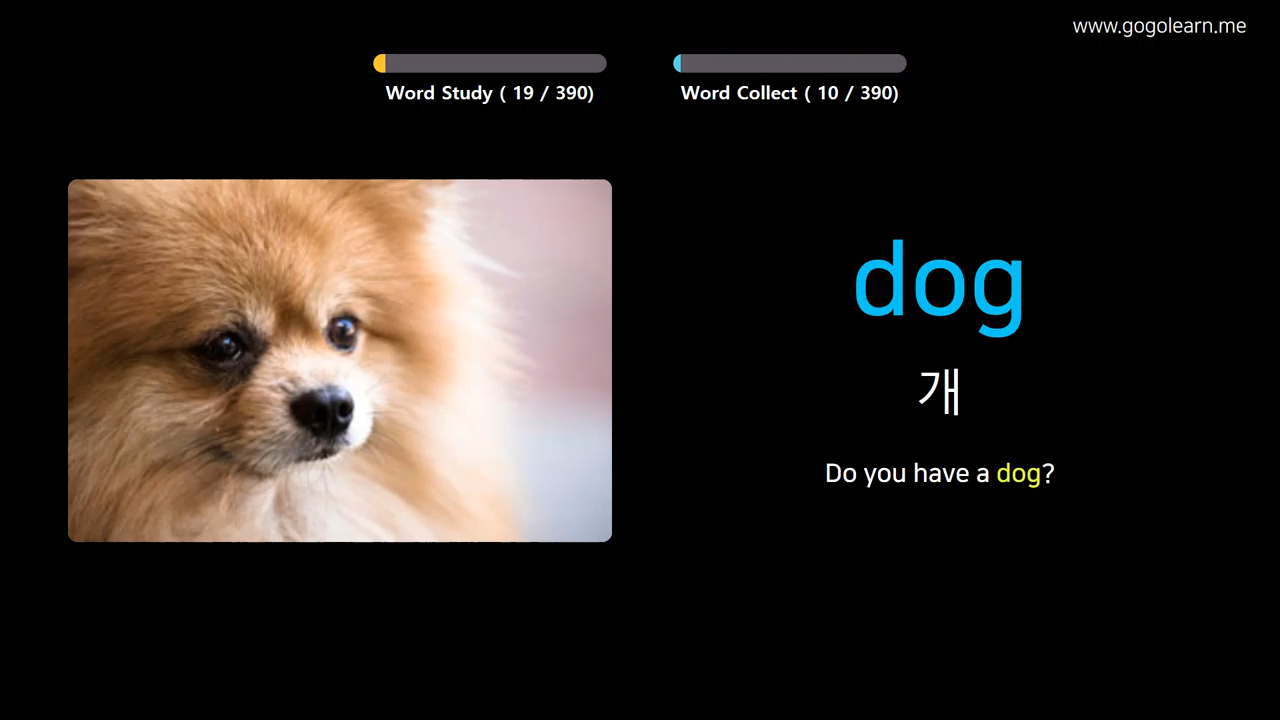 www.gogolearn.me
Word Study ( 19 / 390)
Word Collect ( 10 / 390)
dog
개
Do you have a dog?